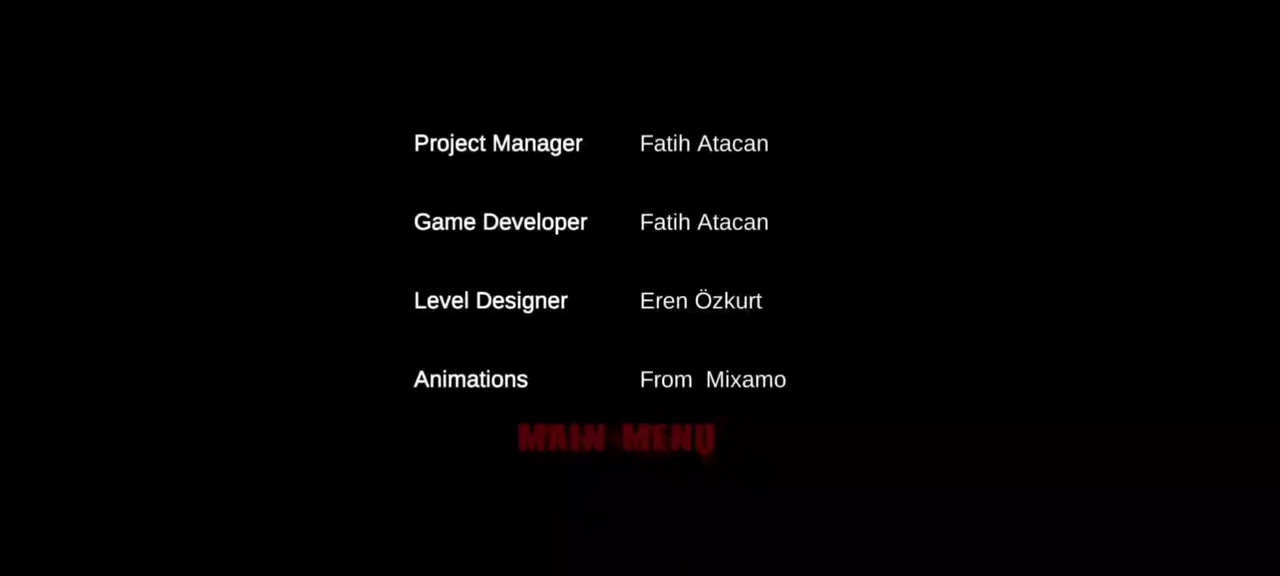 Project Manager Fatih Atacan
Game Developer Fatih Atacan
Level Designer Eren Özkurt
Animations From Mixamo
MAIN MENU